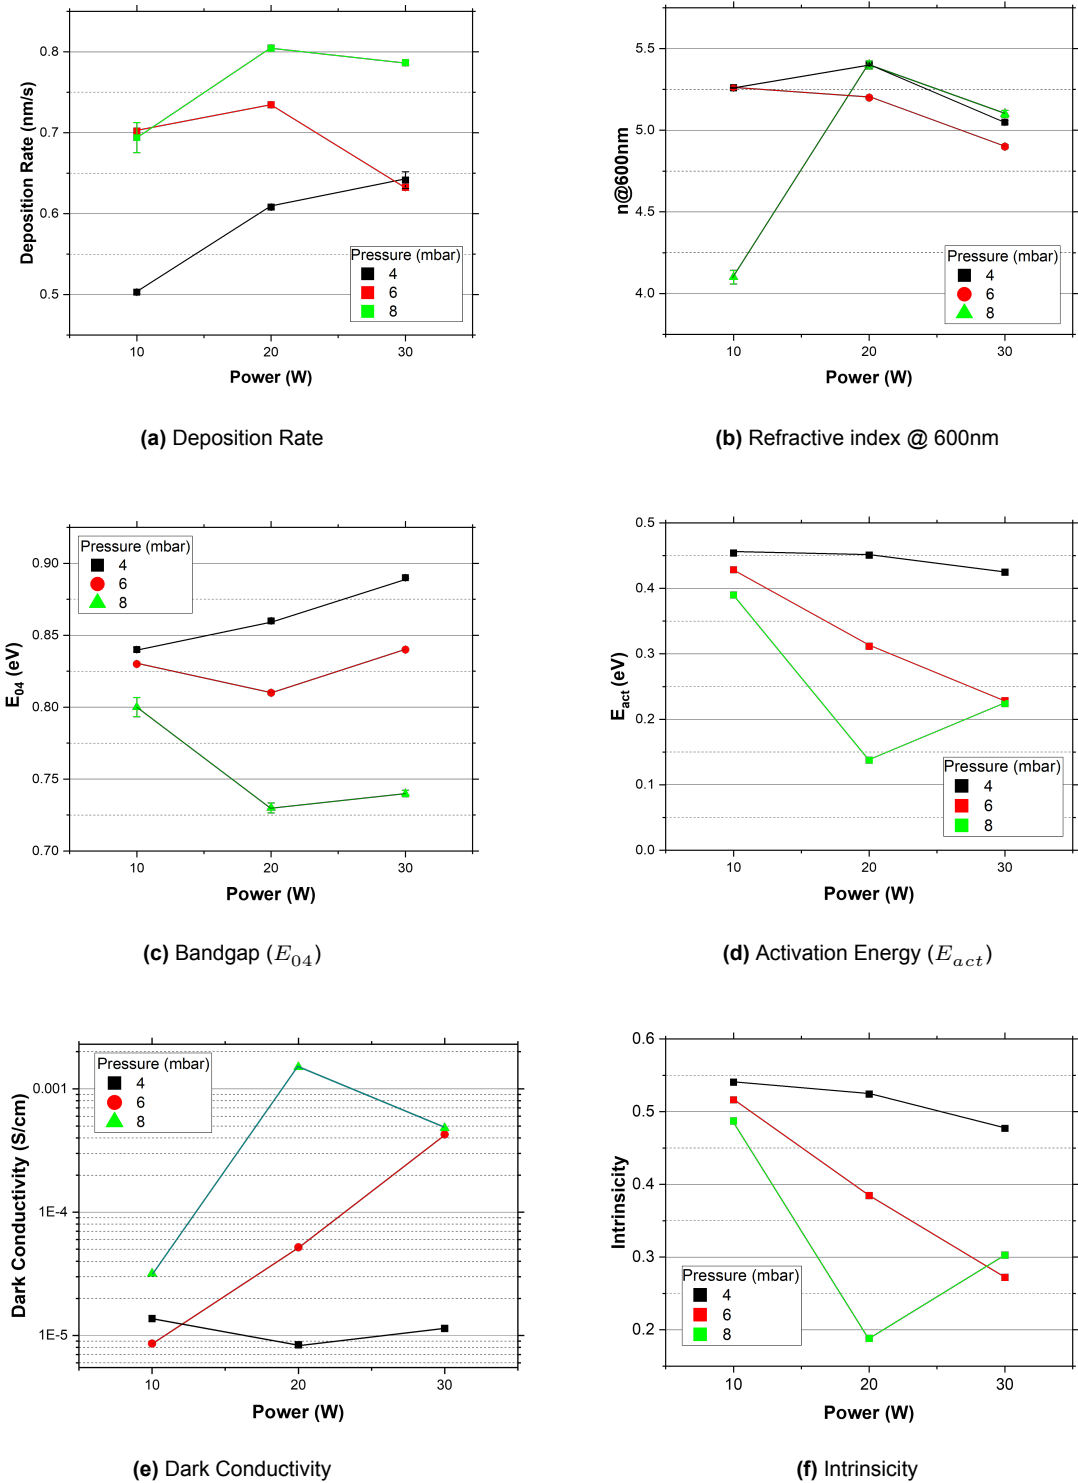 0.8
0.7
0.6
0.5
Deposition Rate (nm/s)
Pressure (mbar)
4
6
8
10
20
30
Power (W)
(a) Deposition Rate
5.5
5.0
4.5
4.0
n@600nm
Pressure (mbar)
4
6
8
10
20
30
Power (W)
(b) Refractive index @ 600nm
0.90
0.85
0.80
0.75
0.70
E04 (eV)
Pressure (mbar)
4
6
8
10
20
30
Power (W)
(c) Bandgap (E04)
0.5
0.4
0.3
0.2
0.1
0.0
Eact (eV)
Pressure (mbar)
4
6
8
10
20
30
Power (W)
(d) Activation Energy (Eact)
0.001
1E-4
1E-5
Dark Conductivity (S/cm)
Pressure (mbar)
4
6
8
10
20
30
Power (W)
(e) Dark Conductivity
0.6
0.5
0.4
0.3
0.2
Intrinsicity
Pressure (mbar)
4
6
8
10
20
30
Power (W)
(f) Intrinsicity